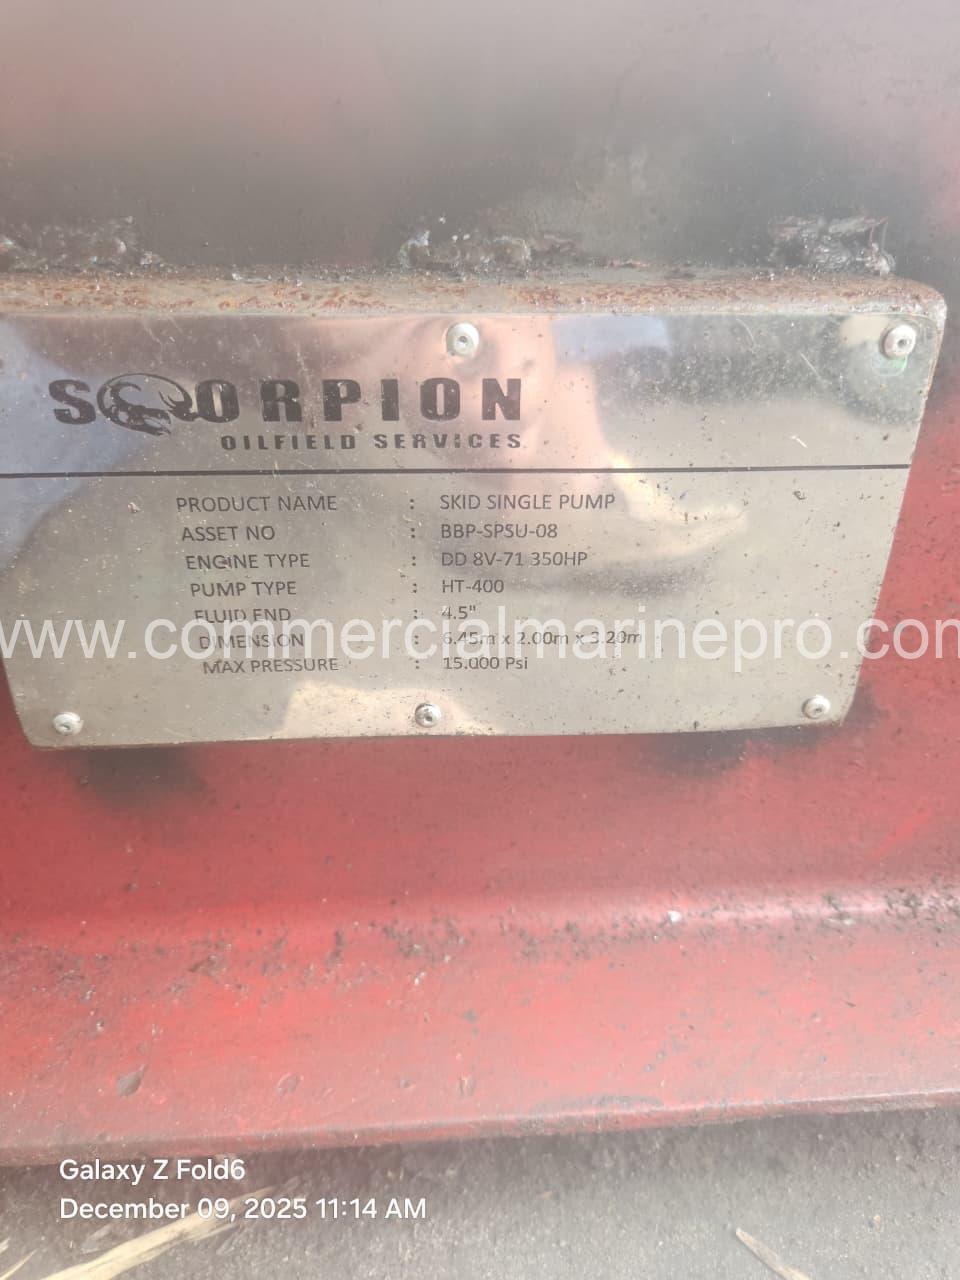 SCORPION
OILFIELD SERVICES
PRODUCT NAME : SKID SINGLE PUMP
ASSET NO : BBP-SPSU-08
ENGINE TYPE : DD 8V-71 350HP
PUMP TYPE : HT-400
FLUID END : 4.5"
www.commercialmarinepro.com
DIMENSION : 6.45m x 2.00m x 3.20m
MAX PRESSURE : 15.000 Psi
Galaxy Z Fold6
December 09, 2025 11:14 AM